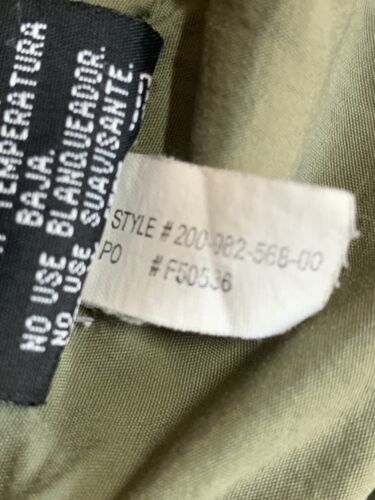 TEMPERATURA
BAJA.
NO USE BLANQUEADOR.
NO USE SUAVISANTE.
STYLE # 200-982-568-00
PO # F50536